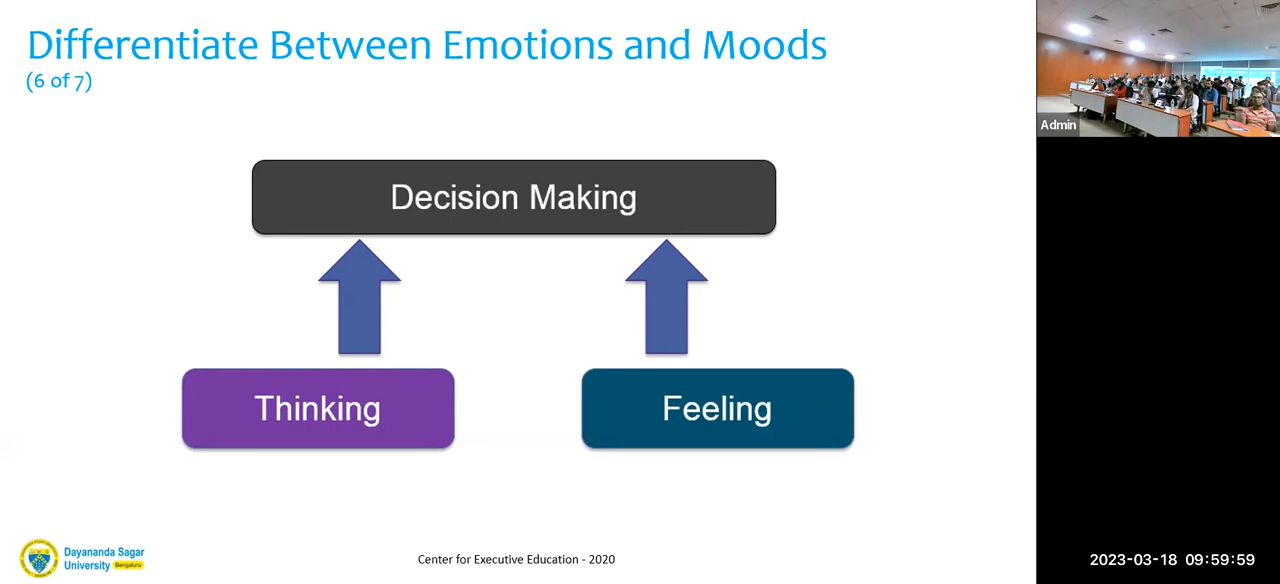 Differentiate Between Emotions and Moods
(6 of 7)
Admin
Decision Making
Thinking
Feeling
Dayananda Sagar
University Bengaluru
Center for Executive Education - 2020
2023-03-18 09:59:59